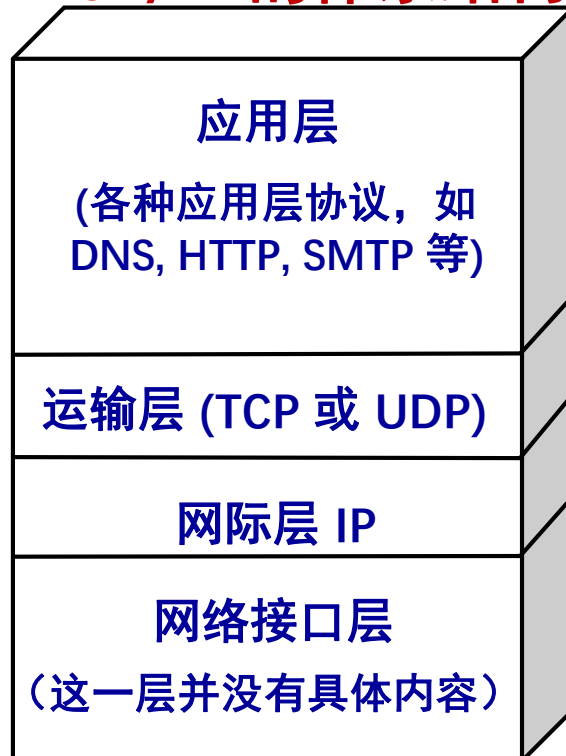 应用层
(各种应用层协议，如
DNS, HTTP, SMTP 等)
运输层 (TCP 或 UDP)
网际层 IP
网络接口层
（这一层并没有具体内容）